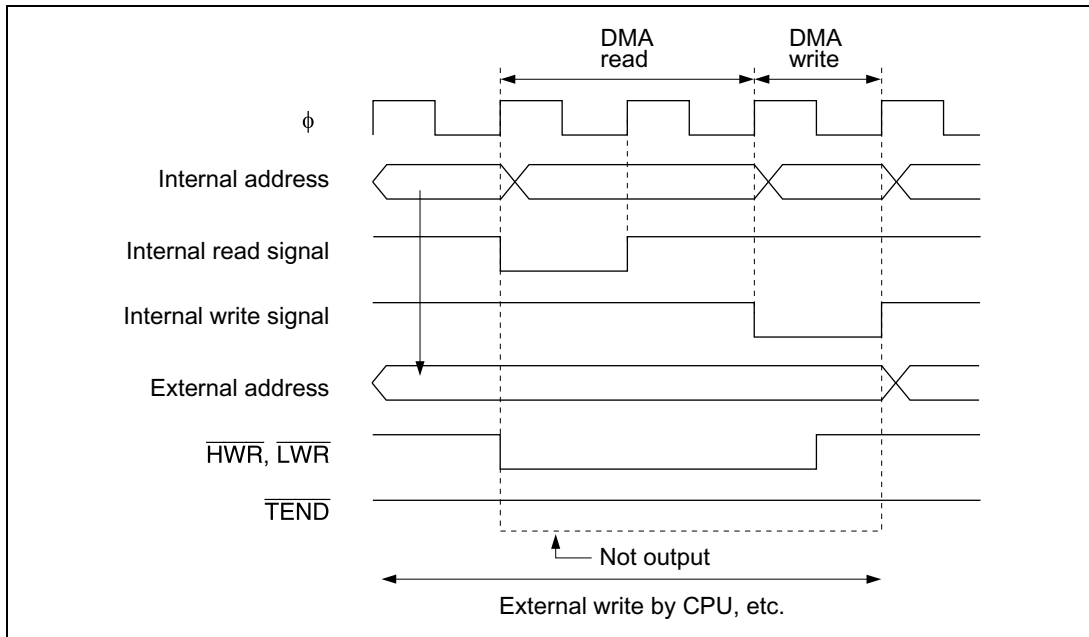 DMA
read
DMA
write
ϕ
Internal address
Internal read signal
Internal write signal
External address
HWR, LWR
TEND
Not output
External write by CPU, etc.